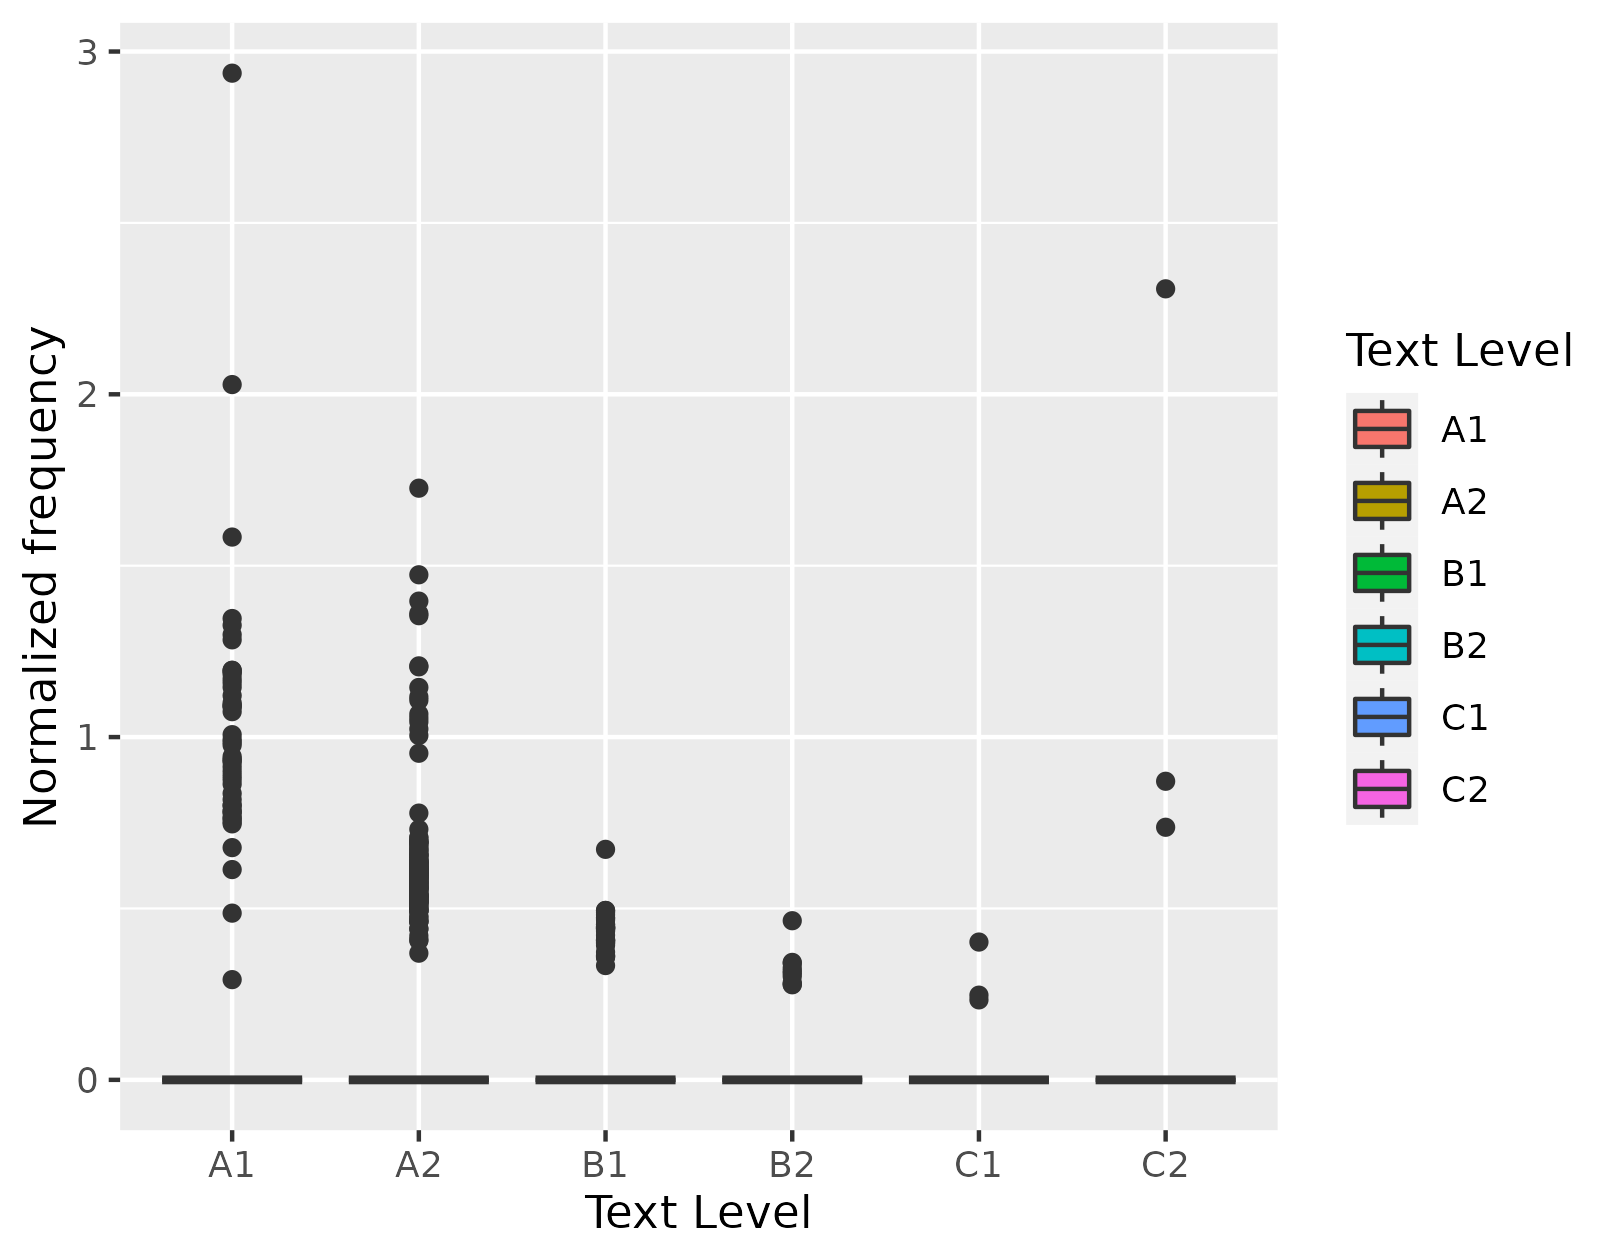 3
2
1
0
Normalized frequency
A1 A2 B1 B2 C1 C2
Text Level
Text Level
A1
A2
B1
B2
C1
C2